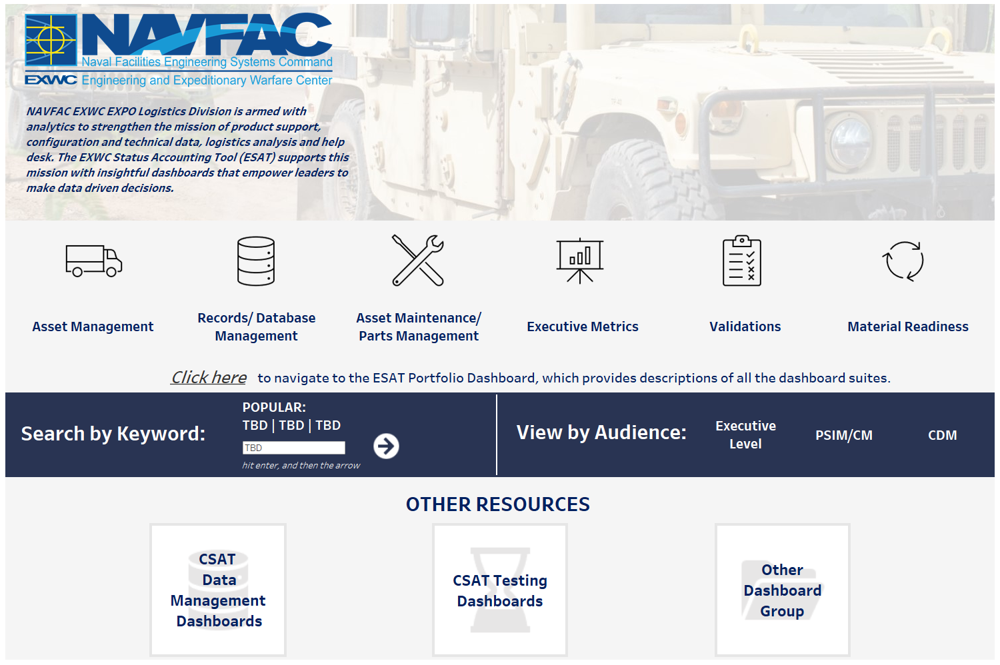 NAVFAC
Naval Facilities Engineering Systems Command
EXWC Engineering and Expeditionary Warfare Center
NAVFAC EXWC EXPO Logistics Division is armed with
analytics to strengthen the mission of product support,
configuration and technical data, logistics analysis and help
desk. The EXWC Status Accounting Tool (ESAT) supports this
mission with insightful dashboards that empower leaders to
make data driven decisions.
Asset Management
Records/ Database
Management
Asset Maintenance/
Parts Management
Executive Metrics
Validations
Material Readiness
Click here to navigate to the ESAT Portfolio Dashboard, which provides descriptions of all the dashboard suites.
Search by Keyword:
POPULAR:
TBD | TBD | TBD
TBD
hit enter, and then the arrow
View by Audience:
Executive
Level
PSIM/CM
CDM
OTHER RESOURCES
CSAT
Data
Management
Dashboards
CSAT Testing
Dashboards
Other
Dashboard
Group